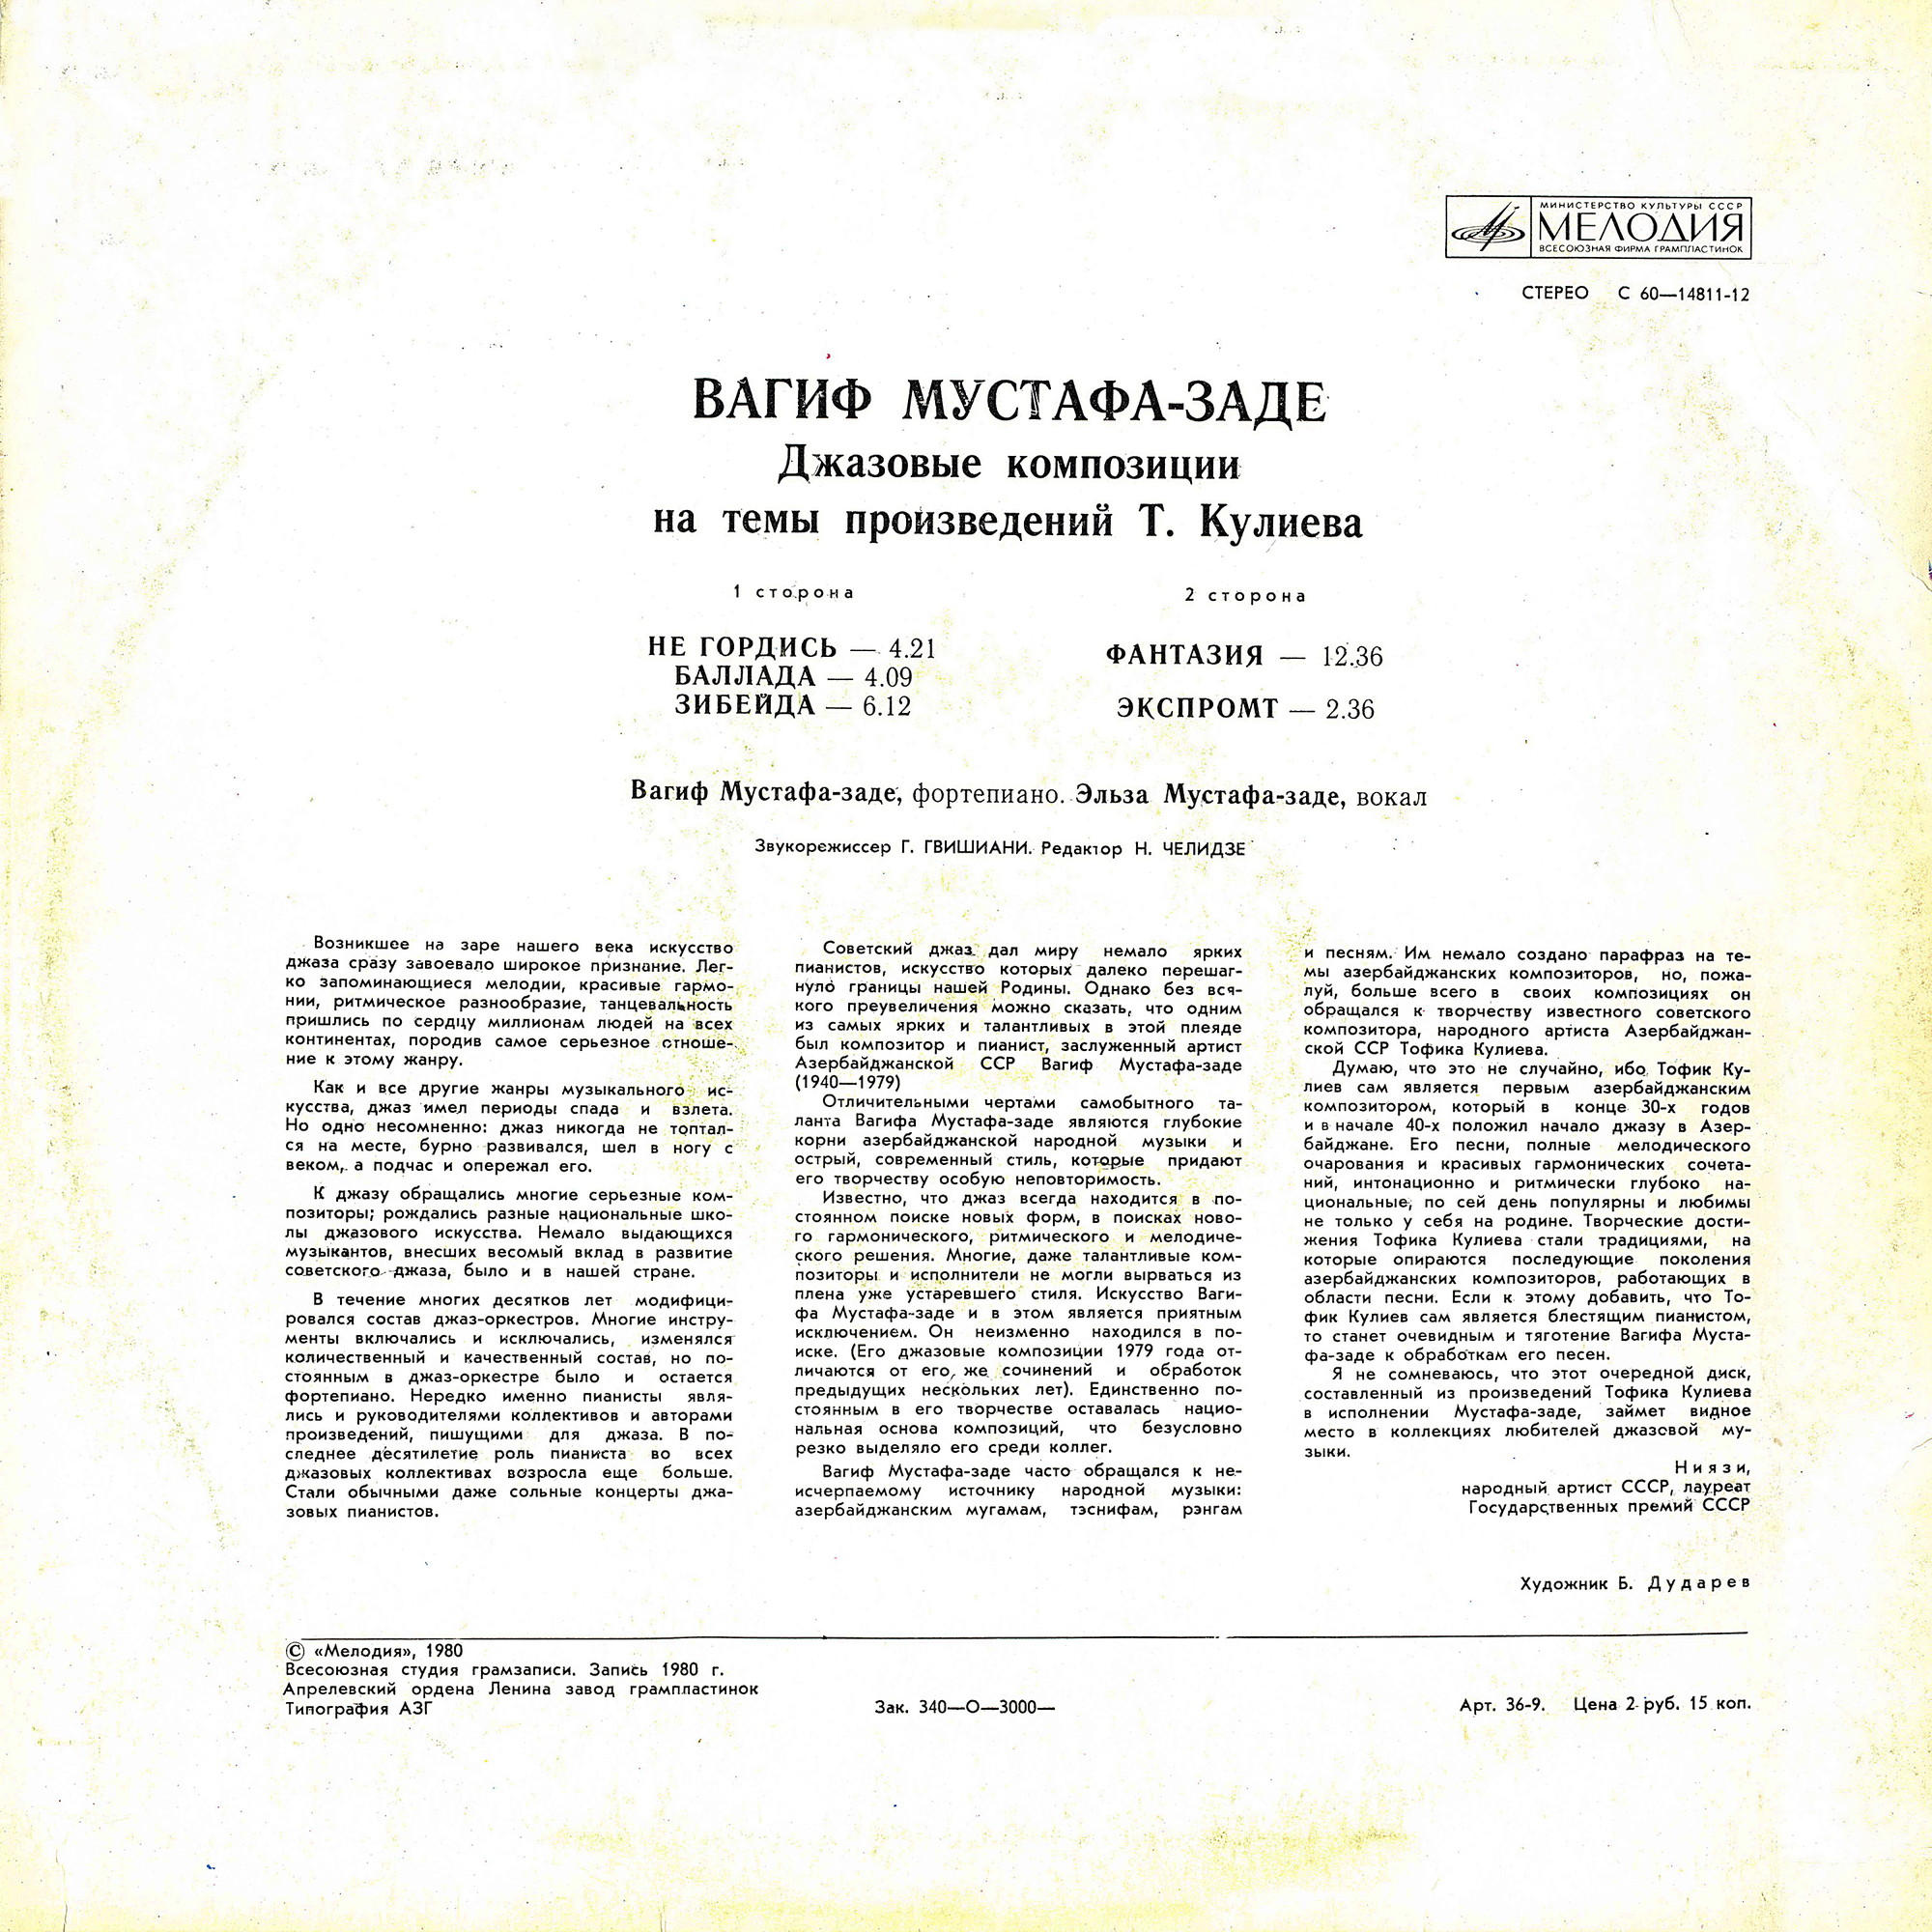 МИНИСТЕРСТВО КУЛЬТУРЫ СССР
МЕЛОДИЯ
ВСЕСОЮЗНАЯ ФИРМА ГРАМПЛАСТИНОК
СТЕРЕО С 60—14811-12
ВАГИФ МУСТАФА-ЗАДЕ
Джазовые композиции
на темы произведений Т. Кулиева
1 сторона
НЕ ГОРДИСЬ — 4.21
БАЛЛАДА — 4.09
ЗИБЕЙДА — 6.12
2 сторона
ФАНТАЗИЯ — 12.36
ЭКСПРОМТ — 2.36
Вагиф Мустафа-заде, фортепиано. Эльза Мустафа-заде, вокал
Звукорежиссер Г. ГВИШИАНИ. Редактор Н. ЧЕЛИДЗЕ
Возникшее на заре нашего века искусство
джаза сразу завоевало широкое признание. Лег-
ко запоминающиеся мелодии, красивые гармо-
нии, ритмическое разнообразие, танцевальность
пришлись по сердцу миллионам людей на всех
континентах, породив самое серьезное отноше-
ние к этому жанру.
Как и все другие жанры музыкального ис-
кусства, джаз имел периоды спада и взлета.
Но одно несомненно: джаз никогда не топтал-
ся на месте, бурно развивался, шел в ногу с
веком, а подчас и опережал его.
К джазу обращались многие серьезные ком-
позиторы; рождались разные национальные шко-
лы джазового искусства. Немало выдающихся
музыкантов, внесших весомый вклад в развитие
советского джаза, было и в нашей стране.
В течение многих десятков лет модифици-
ровался состав джаз-оркестров. Многие инстру-
менты включались и исключались, изменялся
количественный и качественный состав, но по-
стоянным в джаз-оркестре было и остается
фортепиано. Нередко именно пианисты явля-
лись и руководителями коллективов и авторами
произведений, пишущими для джаза. В по-
следнее десятилетие роль пианиста во всех
джазовых коллективах возросла еще больше.
Стали обычными даже сольные концерты джа-
зовых пианистов.
Советский джаз дал миру немало ярких
пианистов, искусство которых далеко перешаг-
нуло границы нашей Родины. Однако без вся-
кого преувеличения можно сказать, что одним
из самых ярких и талантливых в этой плеяде
был композитор и пианист, заслуженный артист
Азербайджанской ССР Вагиф Мустафа-заде
(1940—1979)
Отличительными чертами самобытного та-
ланта Вагифа Мустафа-заде являются глубокие
корни азербайджанской народной музыки и
острый, современный стиль, которые придают
его творчеству особую неповторимость.
Известно, что джаз всегда находится в по-
стоянном поиске новых форм, в поисках ново-
го гармонического, ритмического и мелодиче-
ского решения. Многие, даже талантливые ком-
позиторы и исполнители не могли вырваться из
плена уже устаревшего стиля. Искусство Ваги-
фа Мустафа-заде и в этом является приятным
исключением. Он неизменно находился в по-
иске. (Его джазовые композиции 1979 года от-
личаются от его же сочинений и обработок
предыдущих нескольких лет). Единственно по-
стоянным в его творчестве оставалась нацио-
нальная основа композиций, что безусловно
резко выделяло его среди коллег.
Вагиф Мустафа-заде часто обращался к не-
исчерпаемому источнику народной музыки:
азербайджанским мугамам, тэснифам, рэнгам
и песням. Им немало создано парафраз на те-
мы азербайджанских композиторов, но, пожа-
луй, больше всего в своих композициях он
обращался к творчеству известного советского
композитора, народного артиста Азербайджан-
ской ССР Тофика Кулиева.
Думаю, что это не случайно, ибо Тофик Ку-
лиев сам является первым азербайджанским
композитором, который в конце 30-х годов
и в начале 40-х положил начало джазу в Азер-
байджане. Его песни, полные мелодического
очарования и красивых гармонических сочета-
ний, интонационно и ритмически глубоко на-
циональные, по сей день популярны и любимы
не только у себя на родине. Творческие дости-
жения Тофика Кулиева стали традициями, на
которые опираются последующие поколения
азербайджанских композиторов, работающих в
области песни. Если к этому добавить, что То-
фик Кулиев сам является блестящим пианистом,
то станет очевидным и тяготение Вагифа Муста-
фа-заде к обработкам его песен.
Я не сомневаюсь, что этот очередной диск,
составленный из произведений Тофика Кулиева
в исполнении Мустафа-заде, займет видное
место в коллекциях любителей джазовой му-
зыки.
Ниязи,
народный артист СССР, лауреат
Государственных премий СССР
Художник Б. Дударев
© «Мелодия», 1980
Всесоюзная студия грамзаписи. Запись 1980 г.
Апрелевский ордена Ленина завод грампластинок
Типография АЗГ
Зак. 340—О—3000—
Арт. 36-9. Цена 2 руб. 15 коп.